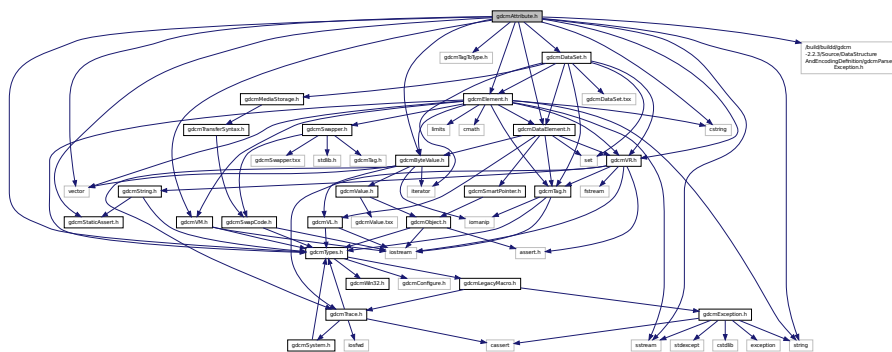 gdcmAttribute.h
/build/buildd/gdcm
-2.2.3/Source/DataStructure
AndEncodingDefinition/gdcmParse
Exception.h
gdcmTagToType.h
gdcmDataSet.h
gdcmMediaStorage.h
gdcmElement.h
gdcmDataSet.txx
gdcmTransferSyntax.h
gdcmSwapper.h
limits
cmath
gdcmDataElement.h
cstring
gdcmSwapper.txx
stdlib.h
gdcmTag.h
gdcmByteValue.h
set
gdcmVR.h
vector
gdcmString.h
gdcmValue.h
iterator
gdcmSmartPointer.h
gdcmTag.h
fstream
gdcmStaticAssert.h
gdcmVM.h
gdcmSwapCode.h
gdcmVL.h
gdcmValue.txx
gdcmObject.h
iomanip
gdcmTypes.h
iostream
assert.h
gdcmWin32.h
gdcmConfigure.h
gdcmLegacyMacro.h
gdcmTrace.h
gdcmException.h
gdcmSystem.h
iosfwd
cassert
sstream
stdexcept
cstdlib
exception
string